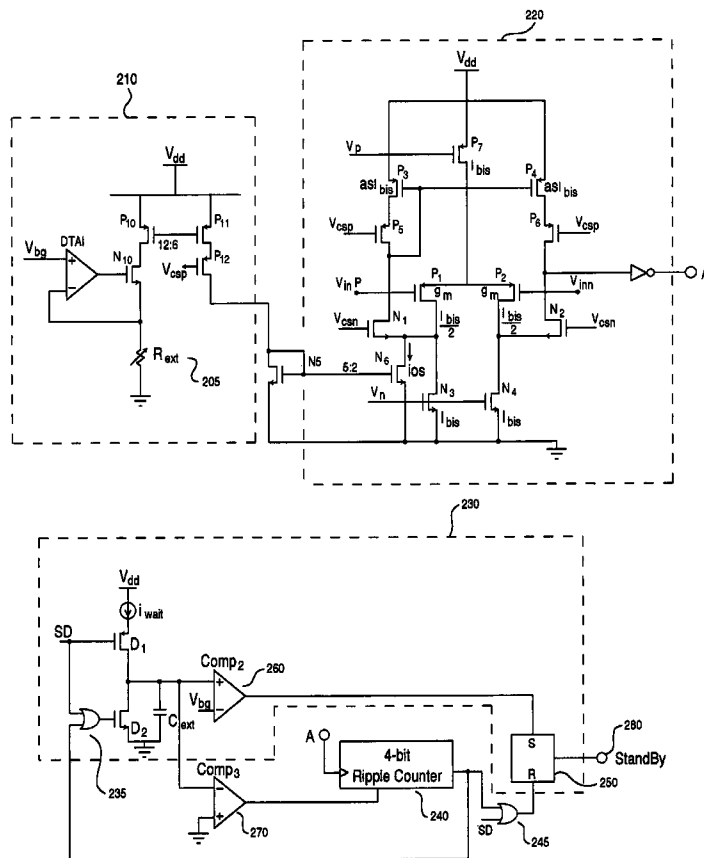 220
210
Vdd
Vp
P7
ibis
P3
asIbis
P4
asIbis
Vdd
P10
P11
12:6
P12
Vcsp
Vbg
DTAI
N10
Rext
205
Vcsp
P5
P6
Vcsp
A
Vin P
P1
gm
P2
gm
Vinn
Ibis/2
Ibis/2
Vcsn
N1
N2
Vcsn
N5
5:2
N6
ios
Vn
N3
Ibis
N4
Ibis
230
Vdd
iwait
SD
D1
Comp2
260
Vbg
D2
Cext
235
A
4-bit
Ripple Counter
240
Comp3
270
S
R
280
StandBy
250
SD
245